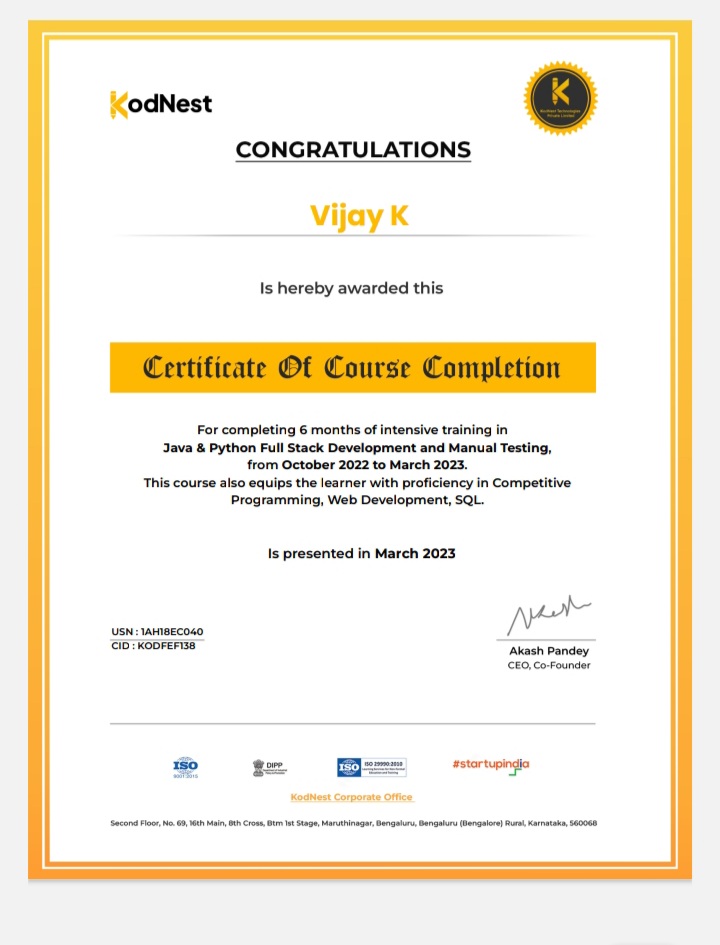 KodNest
KodNest Technologies
Private Limited
CONGRATULATIONS
Vijay K
Is hereby awarded this
Certificate Of Course Completion
For completing 6 months of intensive training in
Java & Python Full Stack Development and Manual Testing,
from October 2022 to March 2023.
This course also equips the learner with proficiency in Competitive
Programming, Web Development, SQL.
Is presented in March 2023
USN : 1AH18EC040
CID : KODFEF138
Akash Pandey
CEO, Co-Founder
ISO
9001:2015
DIPP
ISO
ISO 29990:2010
#startupindia
KodNest Corporate Office
Second Floor, No. 69, 16th Main, 8th Cross, Btm 1st Stage, Maruthinagar, Bengaluru, Bengaluru (Bengalore) Rural, Karnataka, 560068